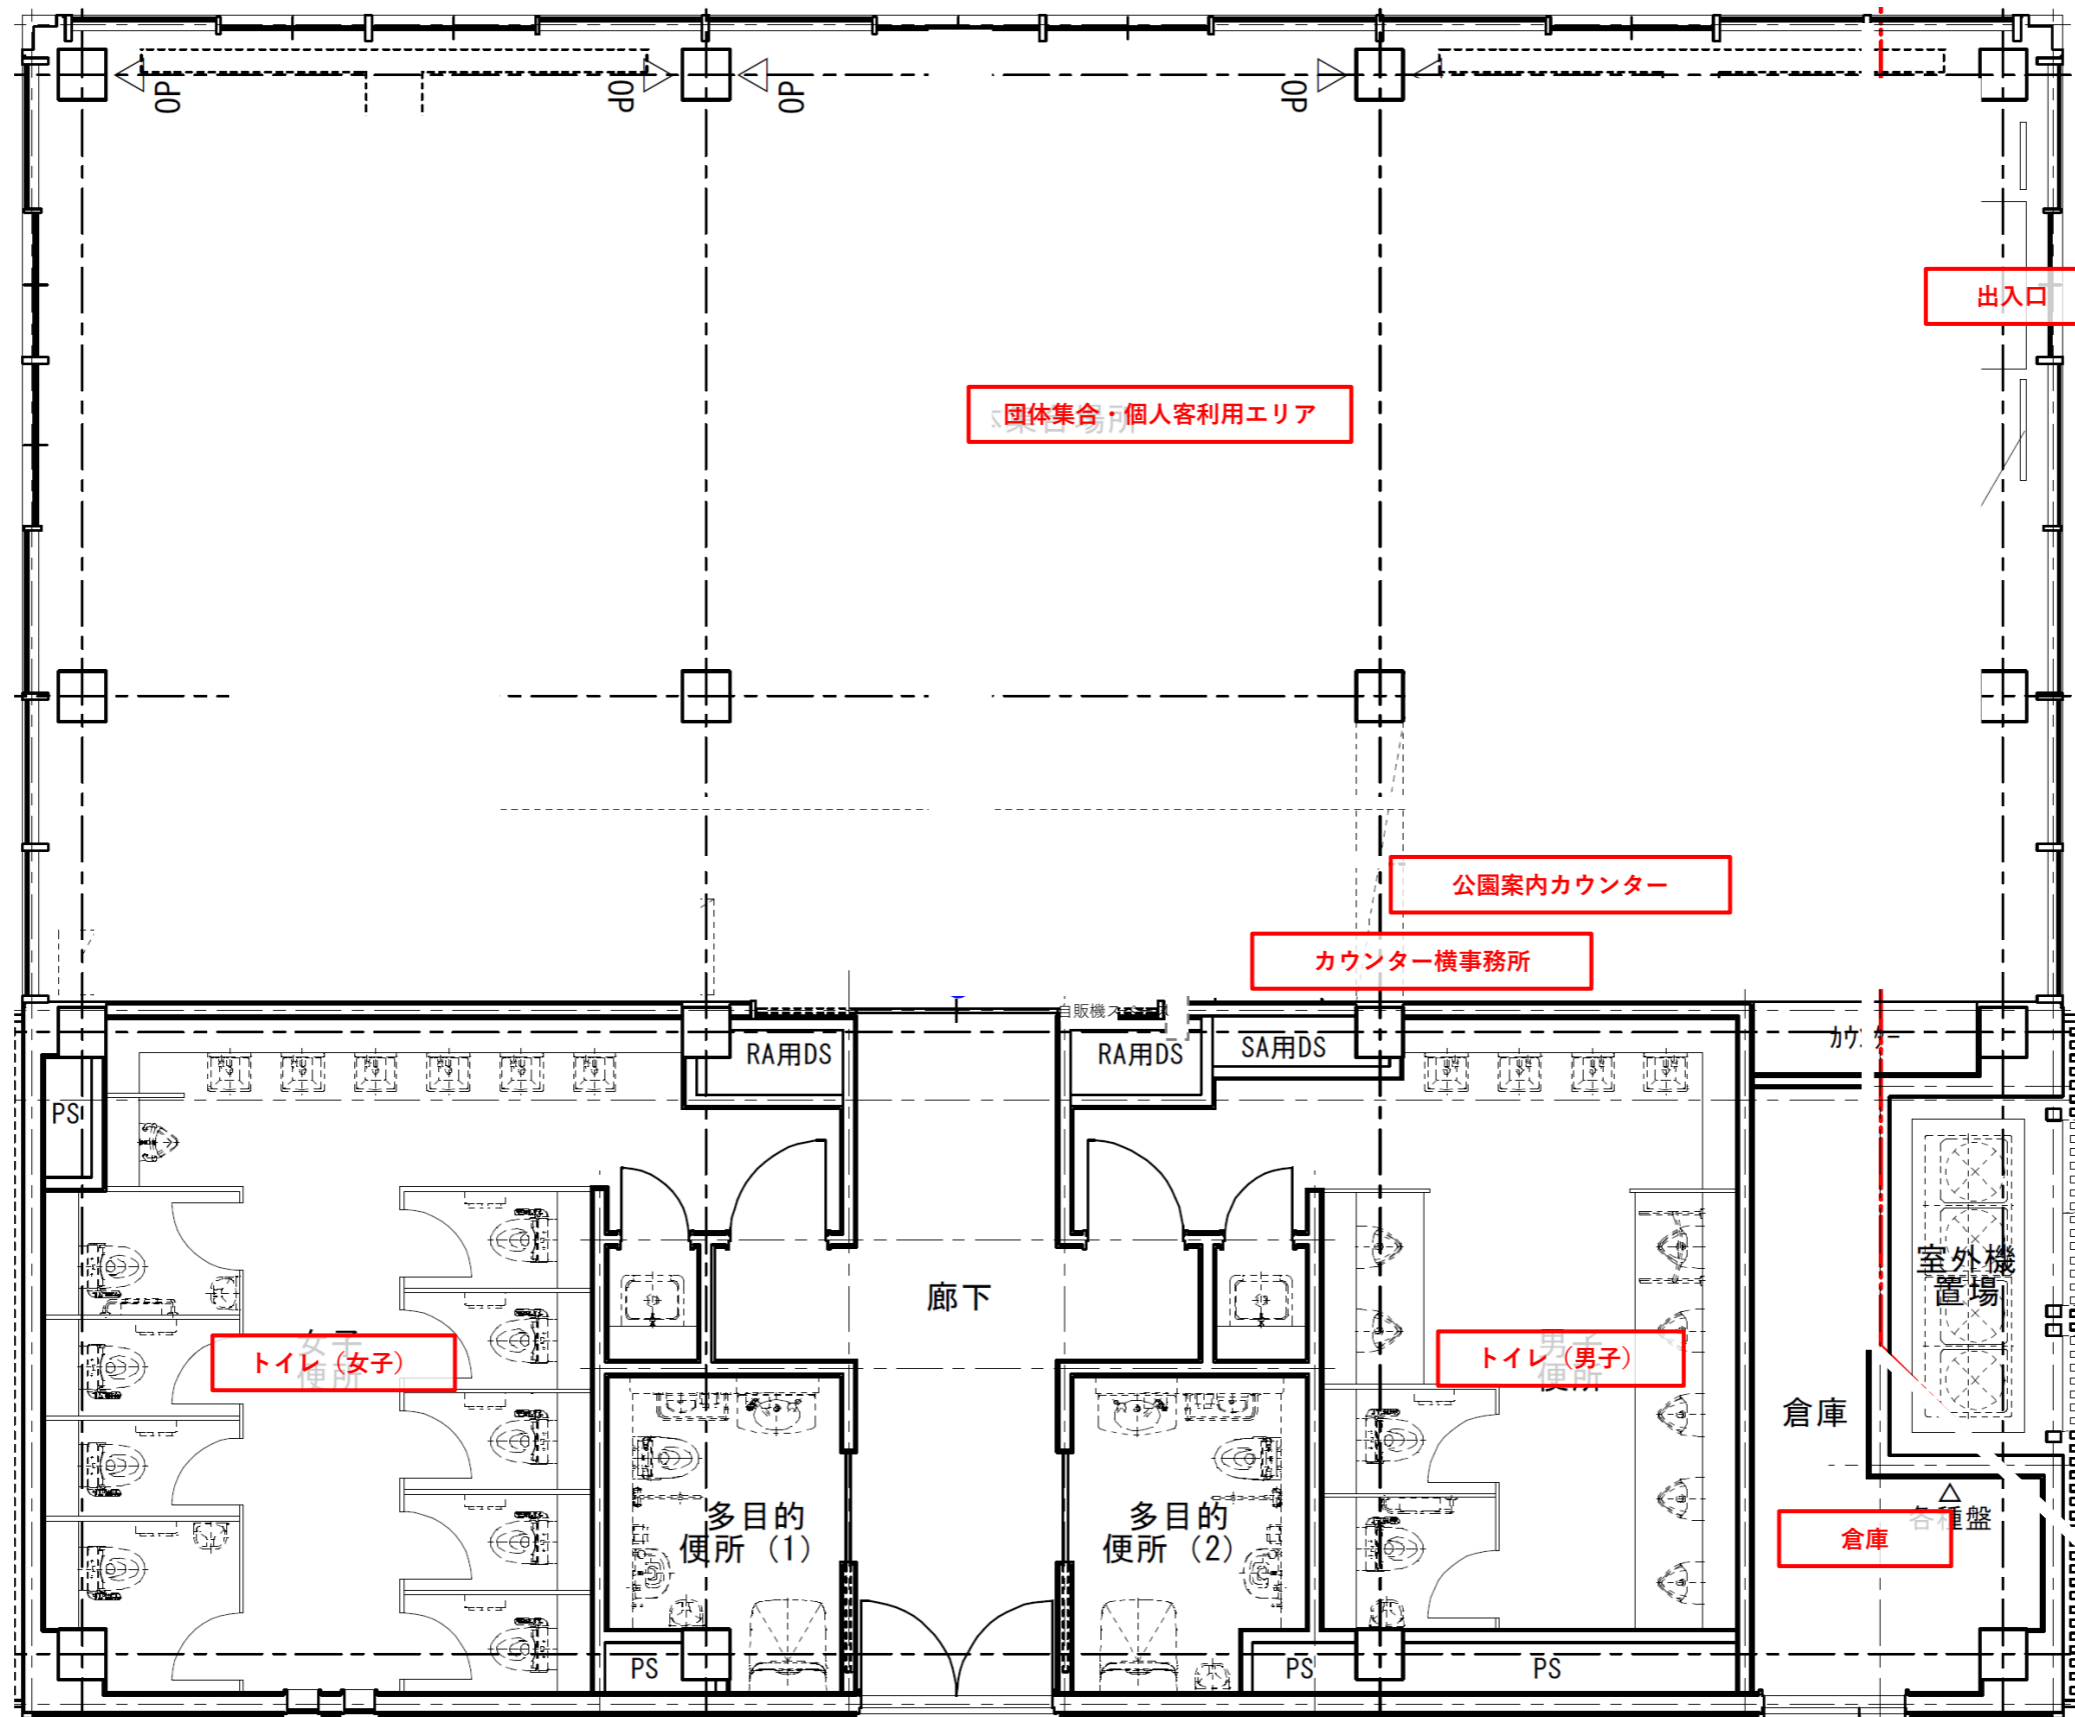 OP
OP
OP
OP
出入口
団体集合・個人客利用エリア
公園案内カウンター
カウンター横事務所
RA用DS
RA用DS
SA用DS
PS
廊下
室外機
置場
トイレ（女子）
トイレ（男子）
倉庫
多目的
便所（1）
多目的
便所（2）
各種盤
倉庫
PS
PS
PS